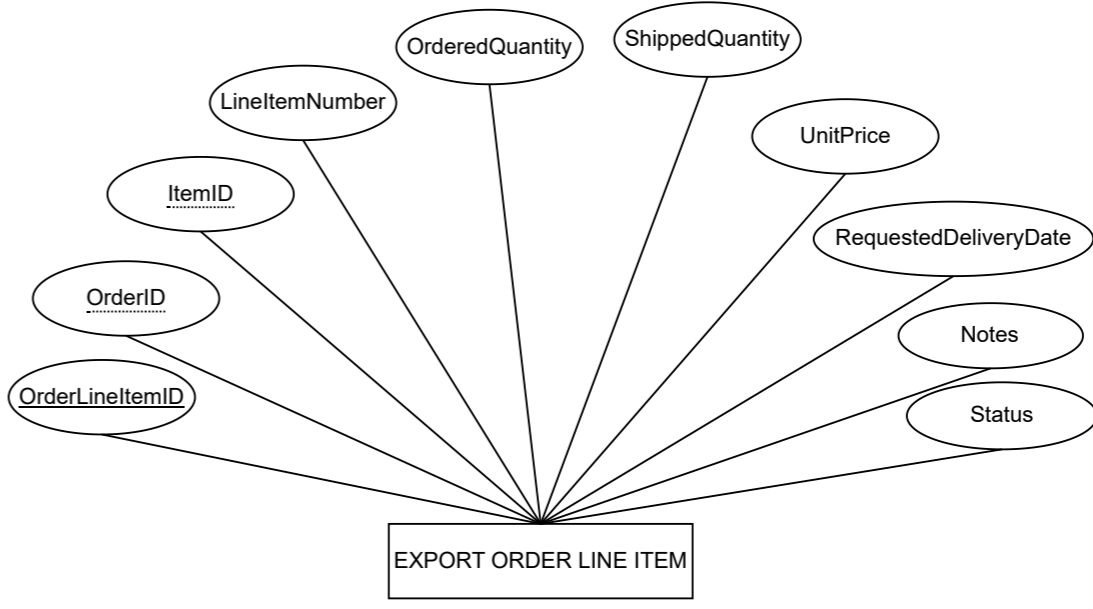 OrderedQuantity
ShippedQuantity
LineItemNumber
UnitPrice
ItemID
RequestedDeliveryDate
OrderID
Notes
OrderLineItemID
Status
EXPORT ORDER LINE ITEM